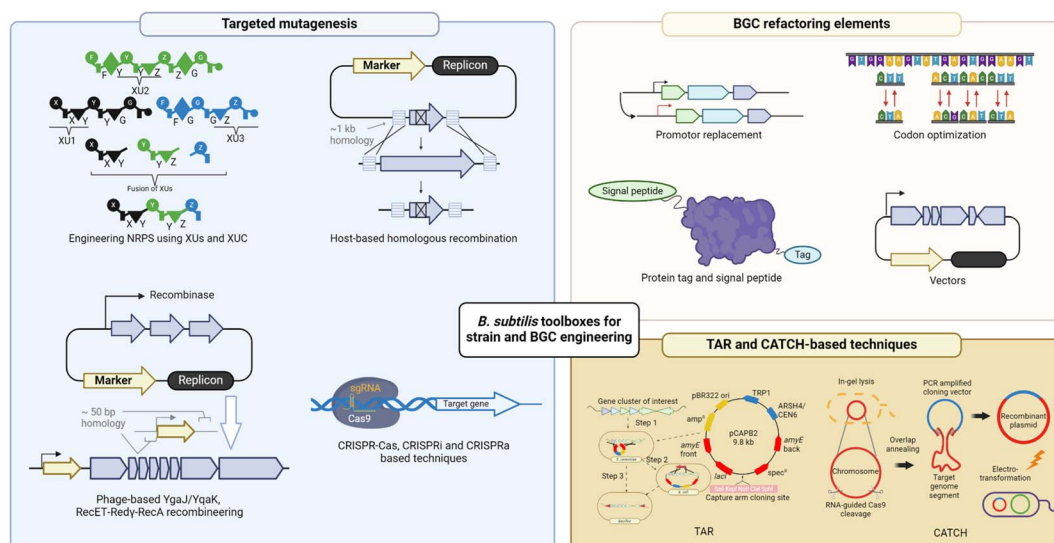 Targeted mutagenesis
F
Y
Z
G
F
Y
Y
Z
Z
G
XU2
X
Y
G
X
Y
Y
G
XU1
F
G
Z
F
G
G
Z
XU3
X
X
Y
Y
Z
Z
Fusion of XUs
X
Y
Z
X
Y
Y
Z
Engineering NRPS using XUs and XUC
Marker
Replicon
~1 kb
homology
Host-based homologous recombination
Recombinase
Marker
Replicon
~ 50 bp
homology
Phage-based YgaJ/YqaK,
RecET-Redγ-RecA recombineering
sgRNA
Cas9
Target gene
CRISPR-Cas, CRISPRi and CRISPRa
based techniques
B. subtilis toolboxes for
strain and BGC engineering
BGC refactoring elements
Promotor replacement
G T G G A A G T A T G A G T G G A A G T
C T T
A C T C A C C T T
C T A
A C G C A T C T A
Codon optimization
Signal peptide
Tag
Protein tag and signal peptide
Vectors
TAR and CATCH-based techniques
Gene cluster of interest
Step 1
Step 2
Step 3
pBR322 ori
TRP1
ARSH4/
CEN6
ampᴿ
pCAPB2
9.8 kb
amyE
front
amyE
back
lacI
specᴿ
Capture arm cloning site
TAR
In-gel lysis
Chromosome
RNA-guided Cas9
cleavage
PCR amplified
cloning vector
Overlap
annealing
Target
genome
segment
Recombinant
plasmid
Electro-
transformation
CATCH